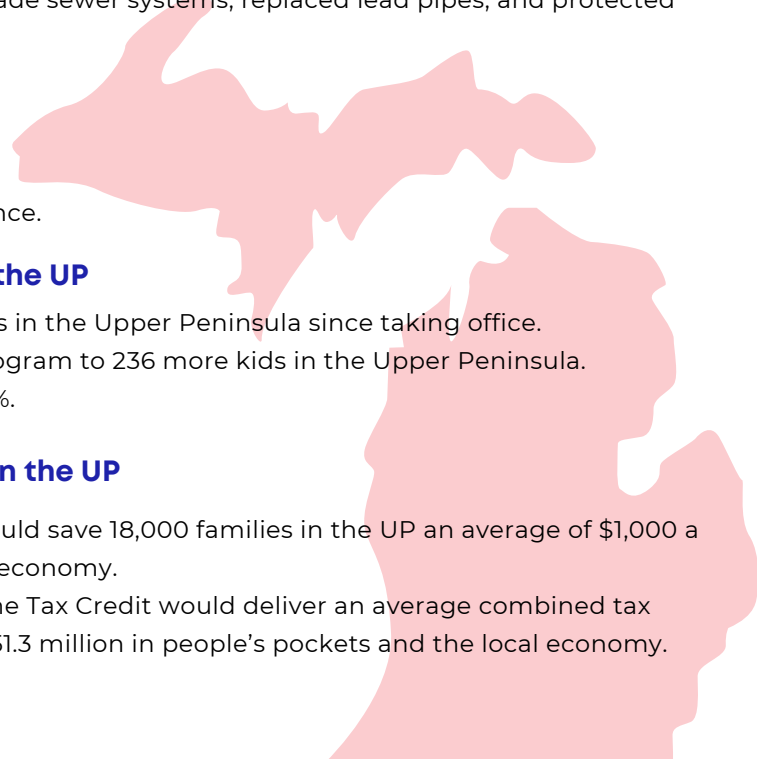 ade sewer systems, replaced lead pipes, and protected
nce.
the UP
s in the Upper Peninsula since taking office.
ogram to 236 more kids in the Upper Peninsula.
%.
n the UP
uld save 18,000 families in the UP an average of $1,000 a
economy.
ne Tax Credit would deliver an average combined tax
51.3 million in people’s pockets and the local economy.